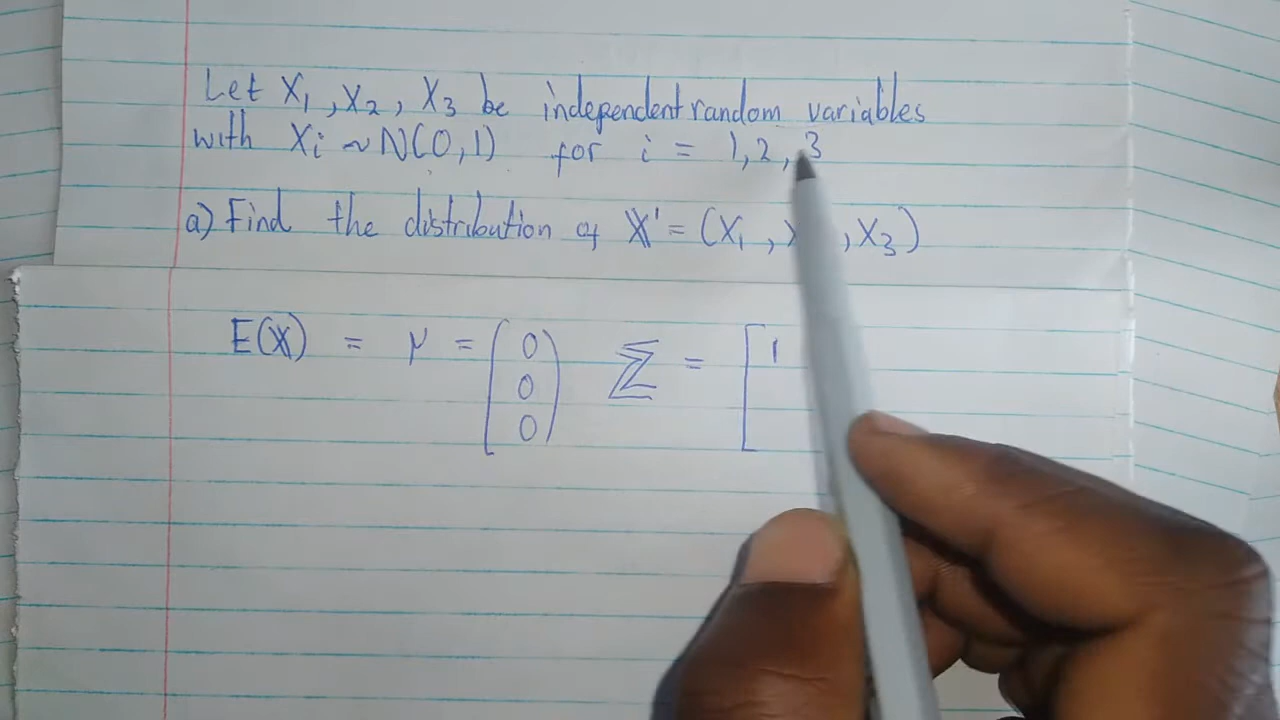 Let X1, X2, X3 be independent random variables
with Xi ~ N(0,1) for i = 1,2,3
a) Find the distribution of X' = (X1, , X3)
E(X) = μ = (0 0 0) Σ = [1